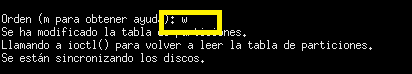 Orden (m para obtener ayuda): w
Se ha modificado la tabla de particiones.
Llamando a ioctl() para volver a leer la tabla de particiones.
Se están sincronizando los discos.